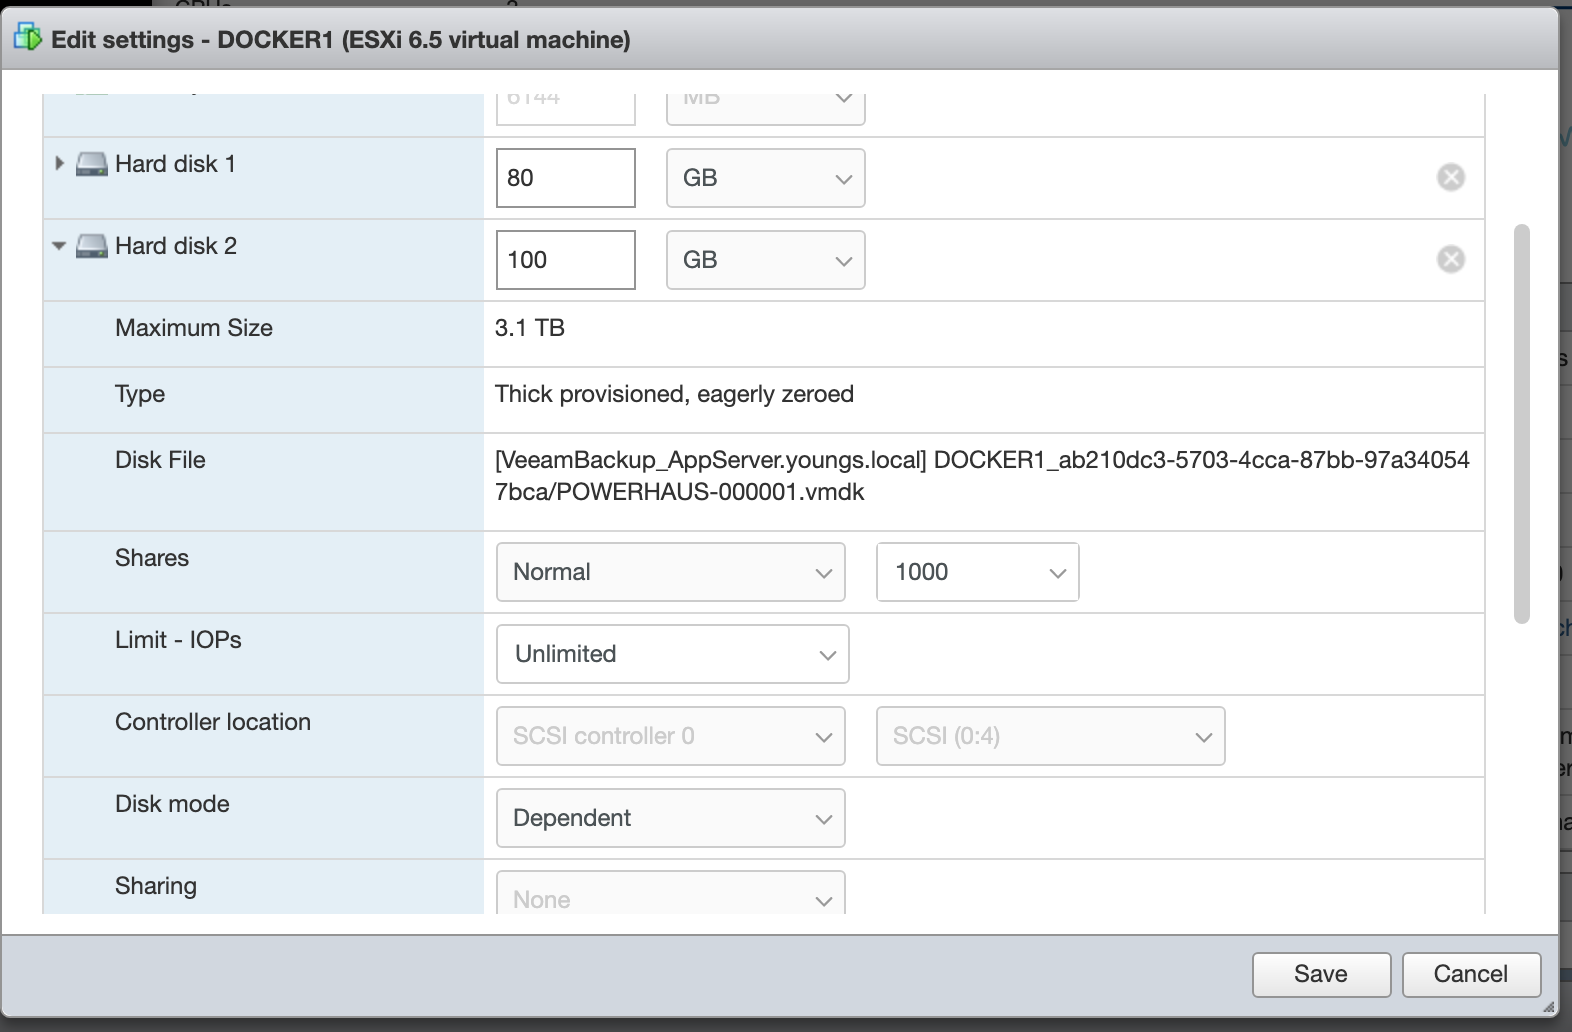 Edit settings - DOCKER1 (ESXi 6.5 virtual machine)
6144 MB
Hard disk 1 80 GB
Hard disk 2 100 GB
Maximum Size 3.1 TB
Type Thick provisioned, eagerly zeroed
Disk File [VeeamBackup_AppServer.youngs.local] DOCKER1_ab210dc3-5703-4cca-87bb-97a34054
7bca/POWERHAUS-000001.vmdk
Shares Normal 1000
Limit - IOPs Unlimited
Controller location SCSI controller 0 SCSI (0:4)
Disk mode Dependent
Sharing None
Save Cancel